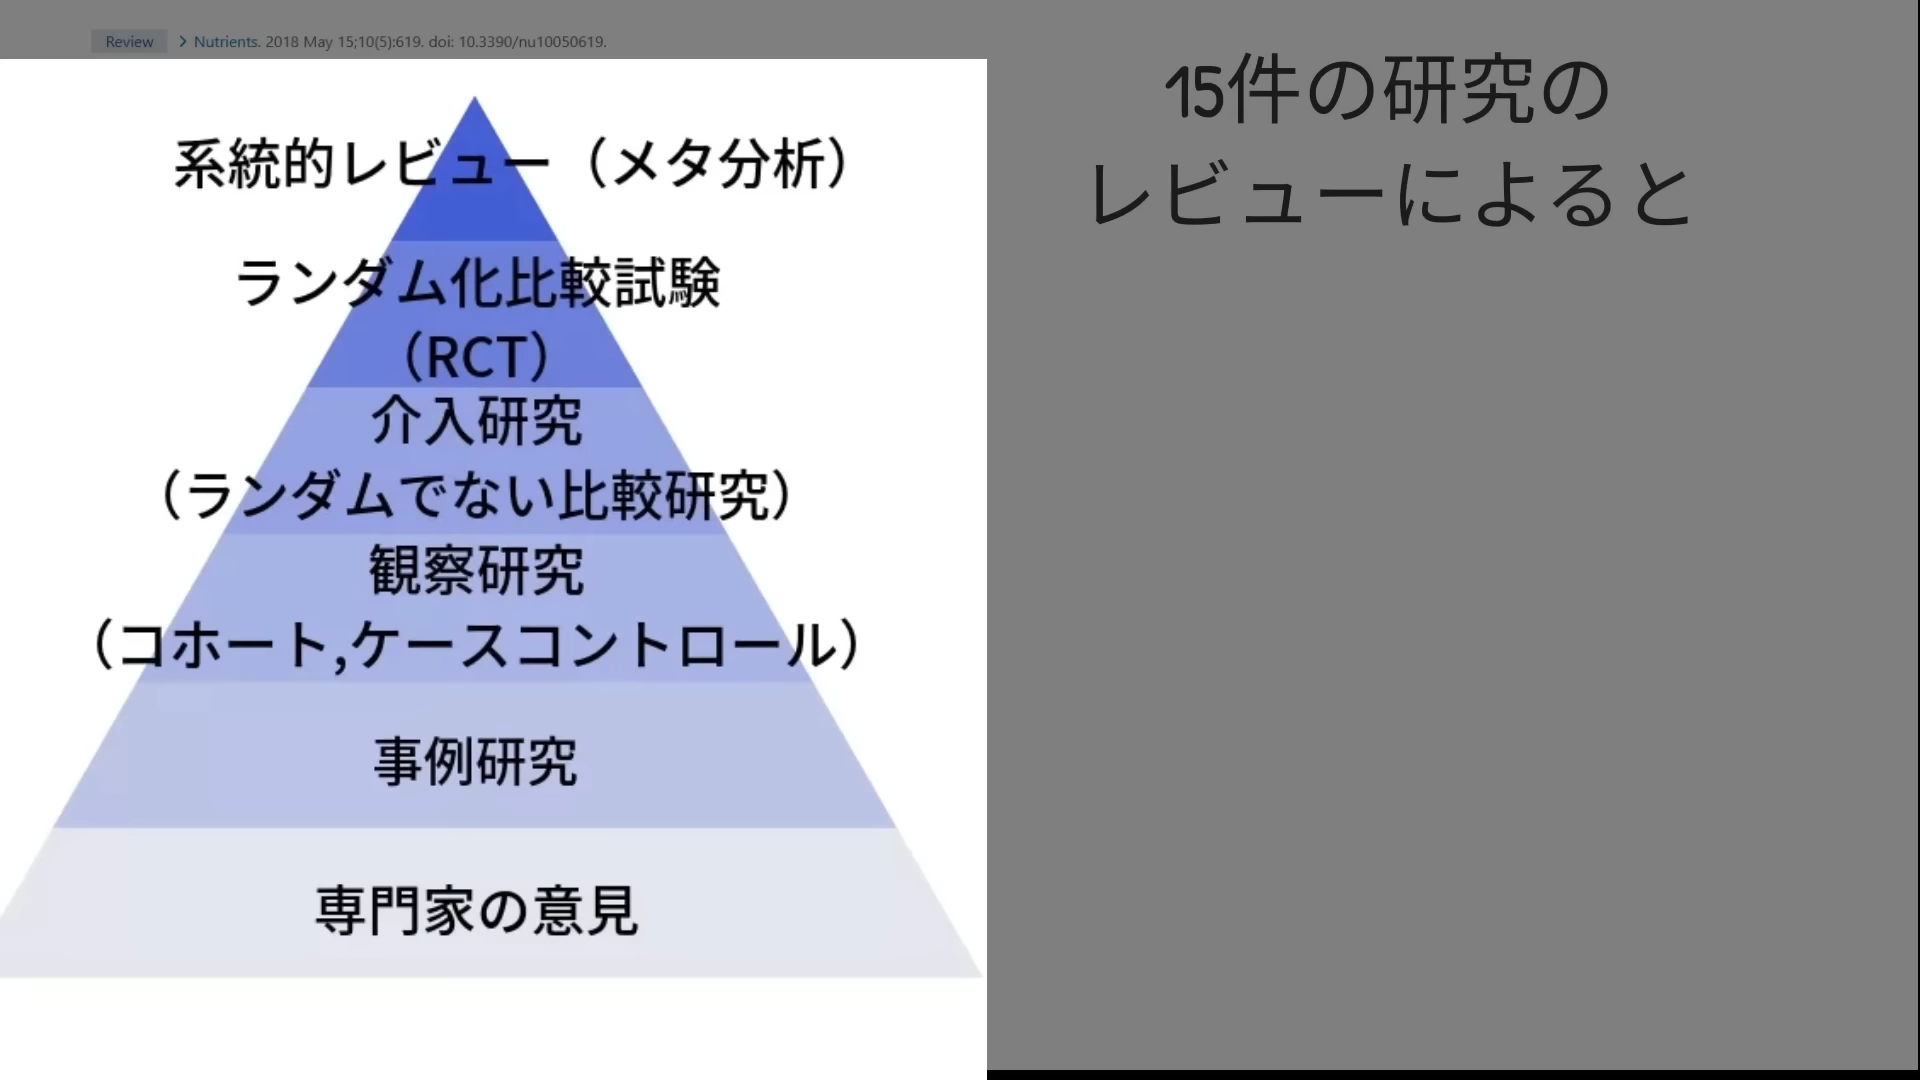 Review > Nutrients. 2018 May 15;10(5):619. doi: 10.3390/nu10050619.
系統的レビュー（メタ分析）
ランダム化比較試験
（RCT）
介入研究
（ランダムでない比較研究）
観察研究
（コホート,ケースコントロール）
事例研究
専門家の意見
15件の研究の
レビューによると